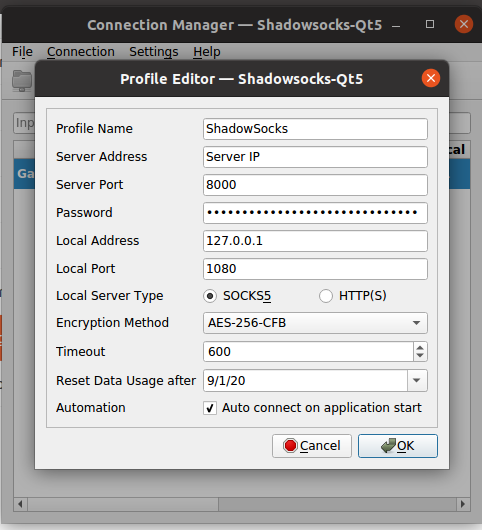 Connection Manager — Shadowsocks-Qt5
File Connection Settings Help
Profile Editor — Shadowsocks-Qt5
Inp
Profile Name ShadowSocks
cal
Server Address Server IP
Ga
Server Port 8000
Password ••••••••••••••••••••••••••••••
Local Address 127.0.0.1
Local Port 1080
Local Server Type SOCKS5 HTTP(S)
Encryption Method AES-256-CFB
Timeout 600
Reset Data Usage after 9/1/20
Automation Auto connect on application start
Cancel OK